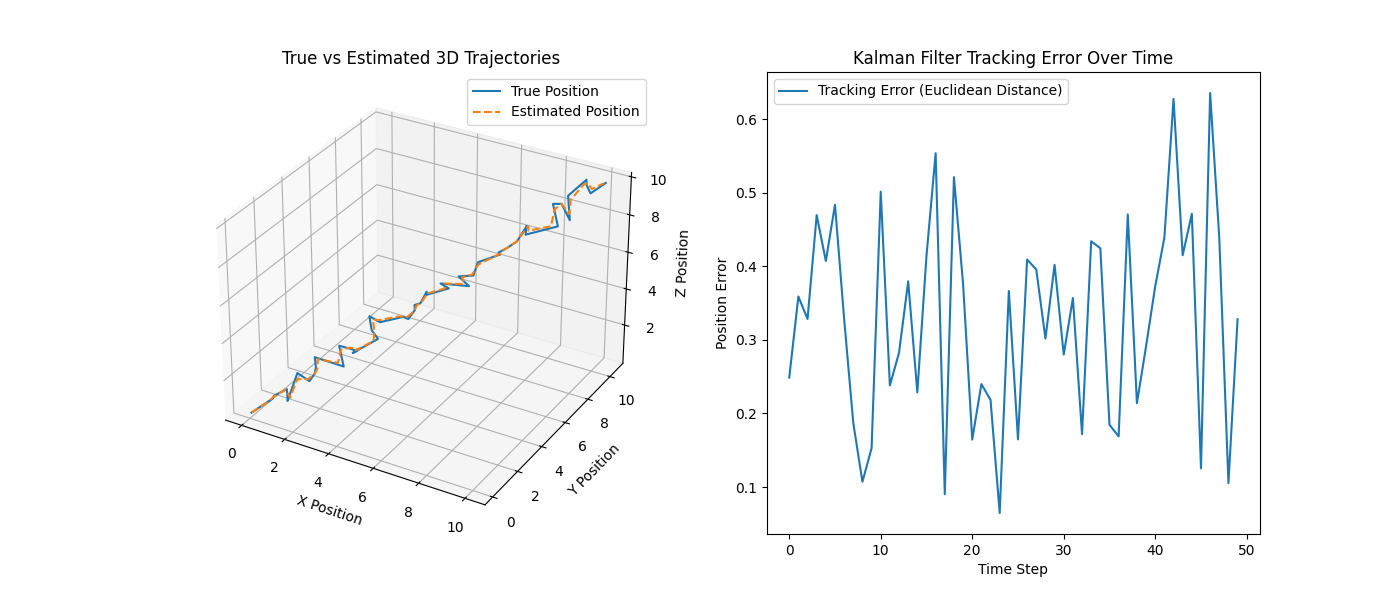 True vs Estimated 3D Trajectories
True Position
Estimated Position
10
8
6
4
2
Z Position
0
2
4
6
8
10
X Position
0
2
4
6
8
10
Y Position
Kalman Filter Tracking Error Over Time
Tracking Error (Euclidean Distance)
0.6
0.5
0.4
0.3
0.2
0.1
Position Error
0
10
20
30
40
50
Time Step